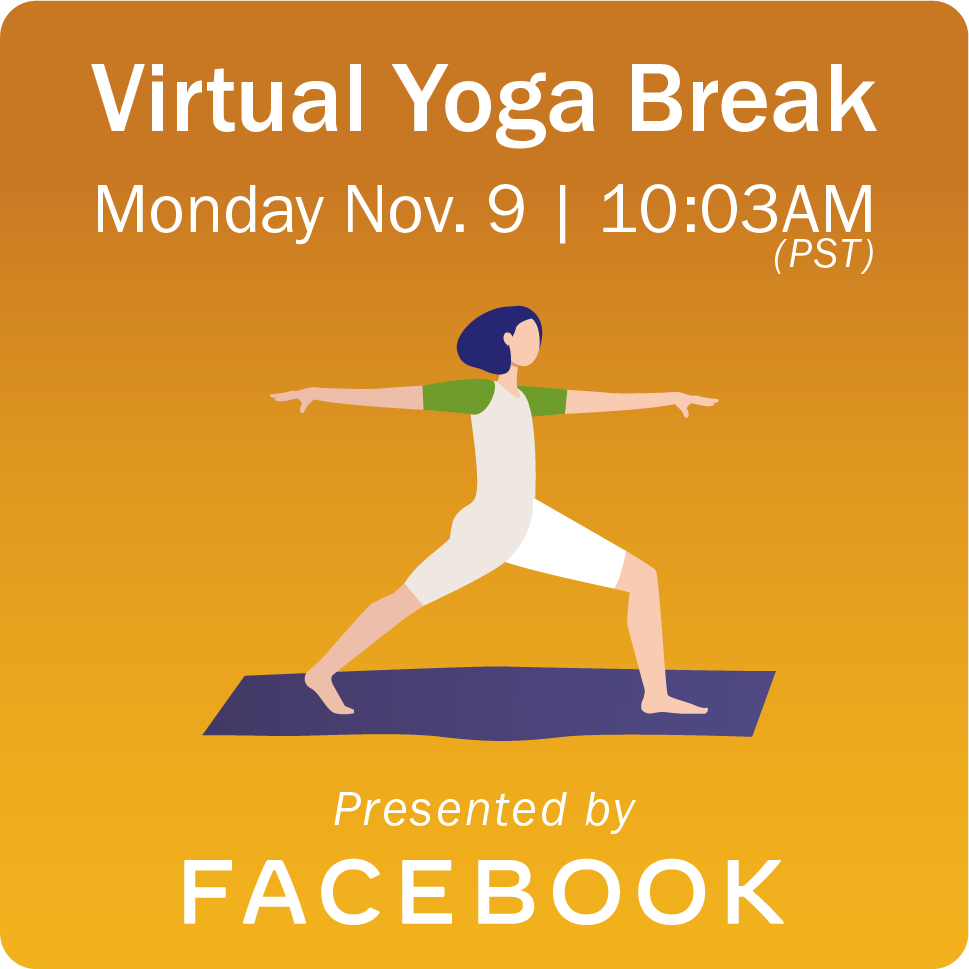 Virtual Yoga Break
Monday Nov. 9 | 10:03AM
(PST)
Presented by
FACEBOOK